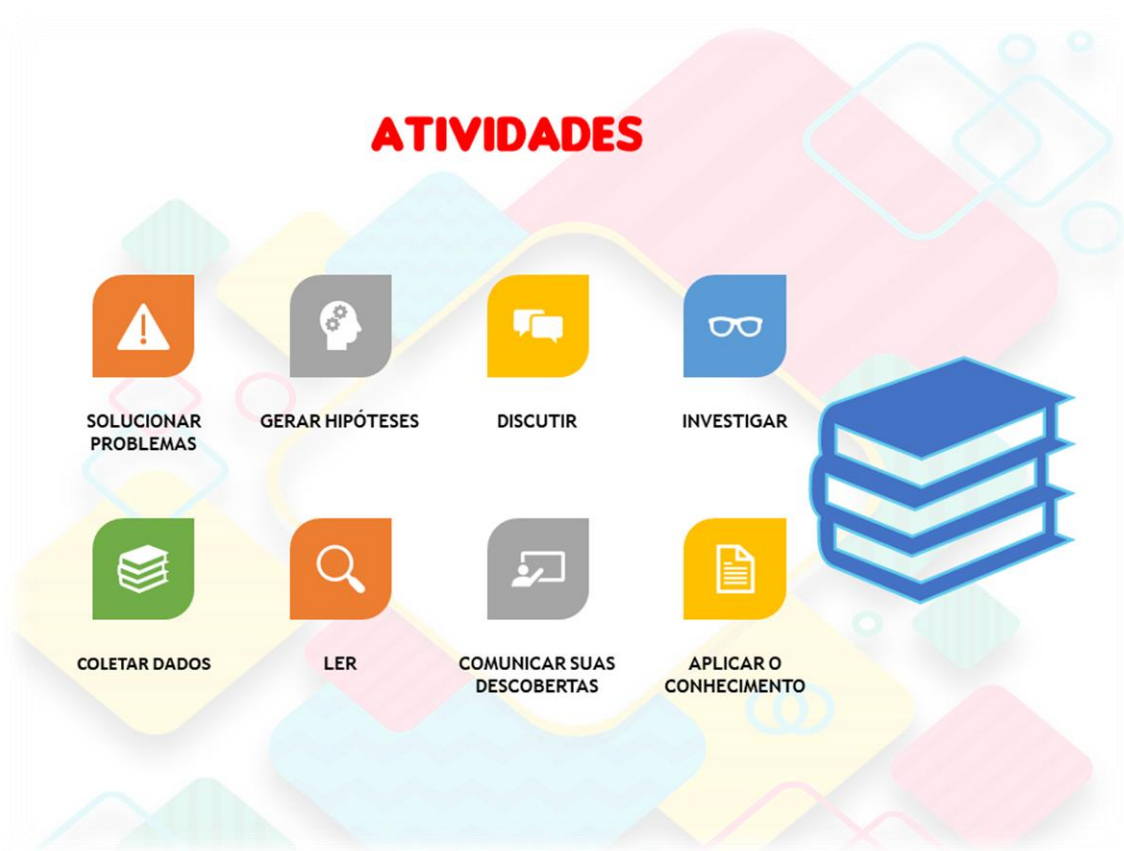 ATIVIDADES
SOLUCIONAR
PROBLEMAS
GERAR HIPÓTESES
DISCUTIR
INVESTIGAR
COLETAR DADOS
LER
COMUNICAR SUAS
DESCOBERTAS
APLICAR O
CONHECIMENTO